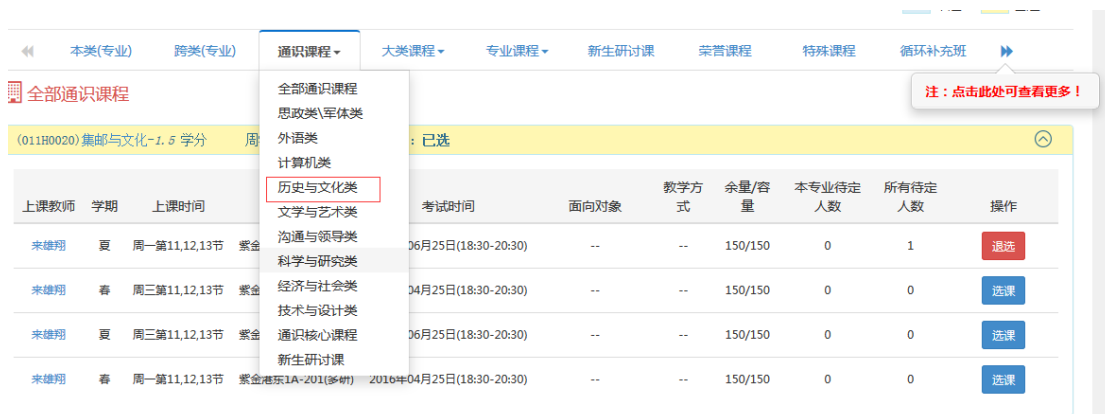 本类(专业) 跨类(专业) 通识课程 大类课程 专业课程 新生研讨课 荣誉课程 特殊课程 循环补充班
注：点击此处可查看更多！
全部通识课程
全部通识课程
思政类\军体类
外语类
计算机类
历史与文化类
文学与艺术类
沟通与领导类
科学与研究类
经济与社会类
技术与设计类
通识核心课程
新生研讨课
(011H0020)集邮与文化-1.5 学分 周 ：已选
上课教师 学期 上课时间 考试时间 面向对象 教学方式 余量/容量 本专业待定人数 所有待定人数 操作
来雄翔 夏 周一第11,12,13节 紫金 06月25日(18:30-20:30) -- -- 150/150 0 1 退选
来雄翔 春 周三第11,12,13节 紫金 04月25日(18:30-20:30) -- -- 150/150 0 0 选课
来雄翔 夏 周三第11,12,13节 紫金 06月25日(18:30-20:30) -- -- 150/150 0 0 选课
来雄翔 春 周一第11,12,13节 紫金港东1A-201(多研) 2016年04月25日(18:30-20:30) -- -- 150/150 0 0 选课